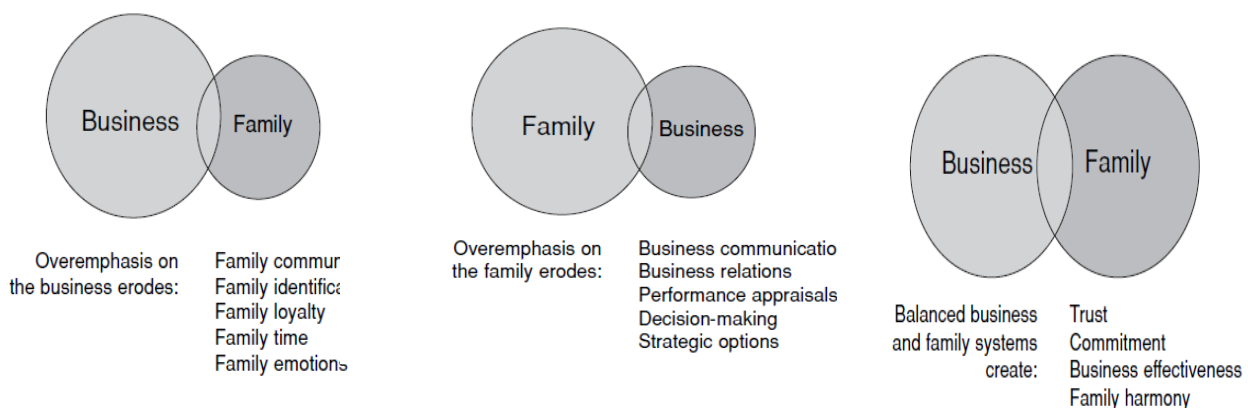 Business
Family
Overemphasis on
the business erodes:
Family commur
Family identifica
Family loyalty
Family time
Family emotions
Family
Business
Overemphasis on
the family erodes:
Business communicatio
Business relations
Performance appraisals
Decision-making
Strategic options
Business
Family
Balanced business
and family systems
create:
Trust
Commitment
Business effectiveness
Family harmony